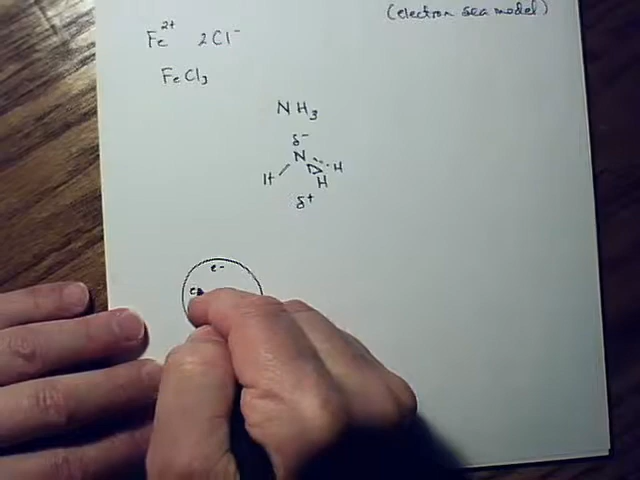 (electron sea model)
Fe²⁺ 2Cl⁻
FeCl₃
NH₃
δ⁻
N
H H
H
δ⁺
e⁻
e